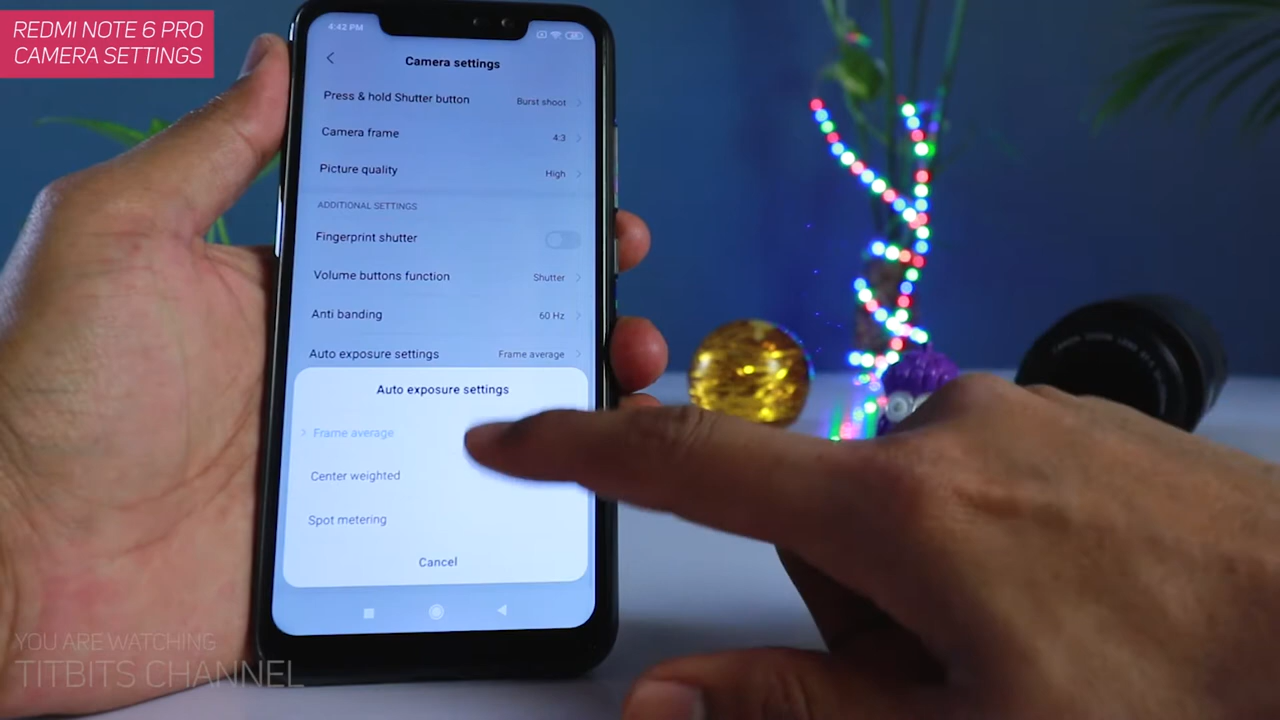 REDMI NOTE 6 PRO
CAMERA SETTINGS
4:42 PM
Camera settings
Press & hold Shutter button Burst shoot
Camera frame 4:3
Picture quality High
ADDITIONAL SETTINGS
Fingerprint shutter
Volume buttons function Shutter
Anti banding 60 Hz
Auto exposure settings Frame average
Auto exposure settings
Frame average
Center weighted
Spot metering
Cancel
YOU ARE WATCHING
TITBITS CHANNEL